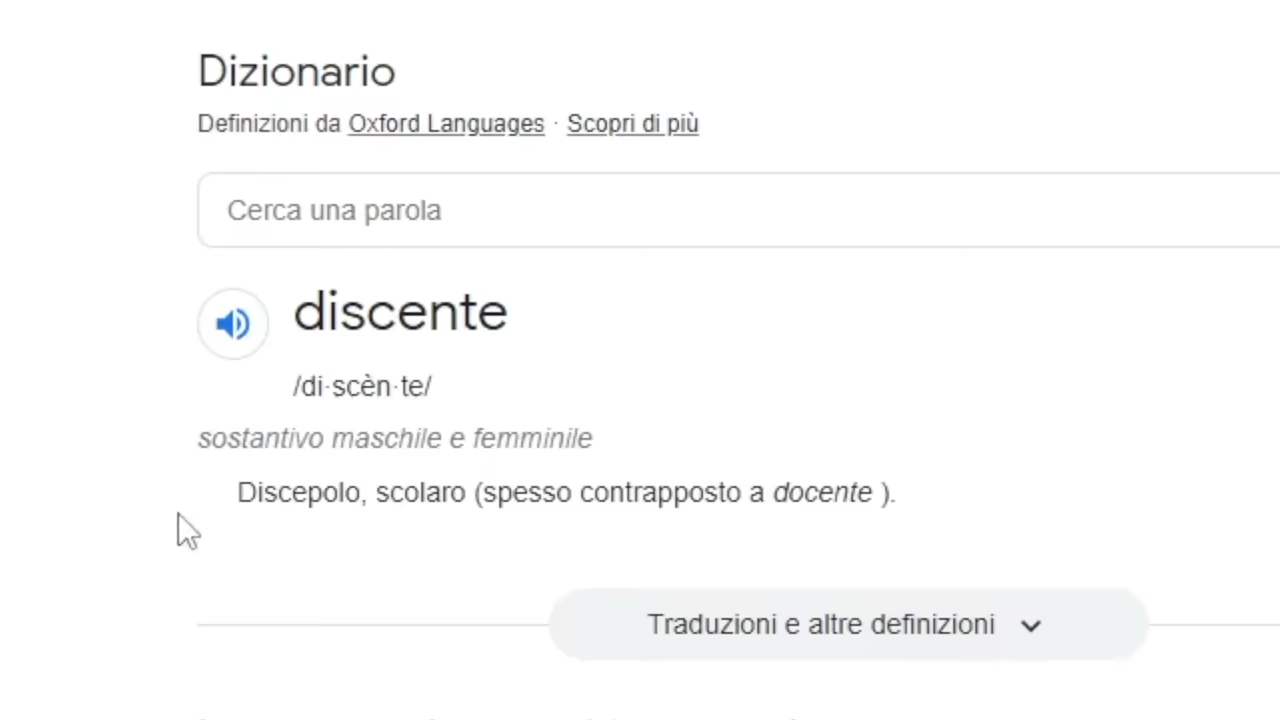 Dizionario
Definizioni da Oxford Languages · Scopri di più
Cerca una parola
discente
/di·scèn·te/
sostantivo maschile e femminile
Discepolo, scolaro (spesso contrapposto a docente ).
Traduzioni e altre definizioni